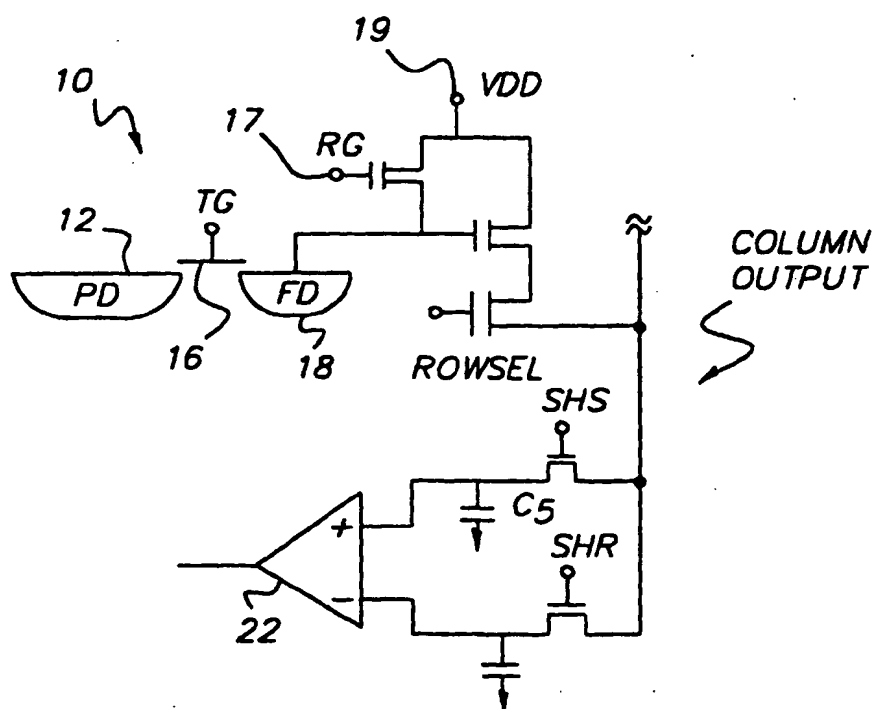 19
VDD
10
17
RG
TG
12
PD
FD
16
18
ROWSEL
COLUMN
OUTPUT
SHS
C5
+
SHR
−
22